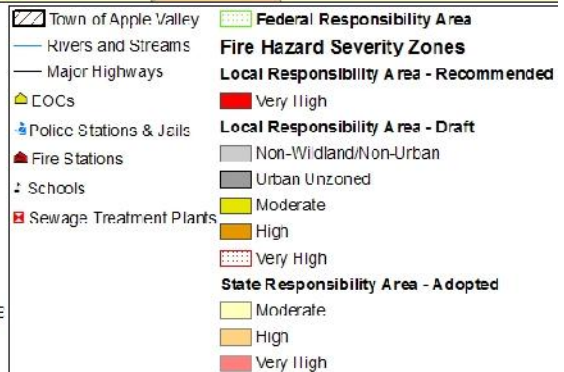 Town of Apple Valley
Rivers and Streams
Major Highways
EOCs
Police Stations & Jails
Fire Stations
Schools
Sewage Treatment Plants
Federal Responsibility Area
Fire Hazard Severity Zones
Local Responsibility Area - Recommended
Very High
Local Responsibility Area - Draft
Non-Wildland/Non-Urban
Urban Unzoned
Moderate
High
Very High
State Responsibility Area - Adopted
Moderate
High
Very High